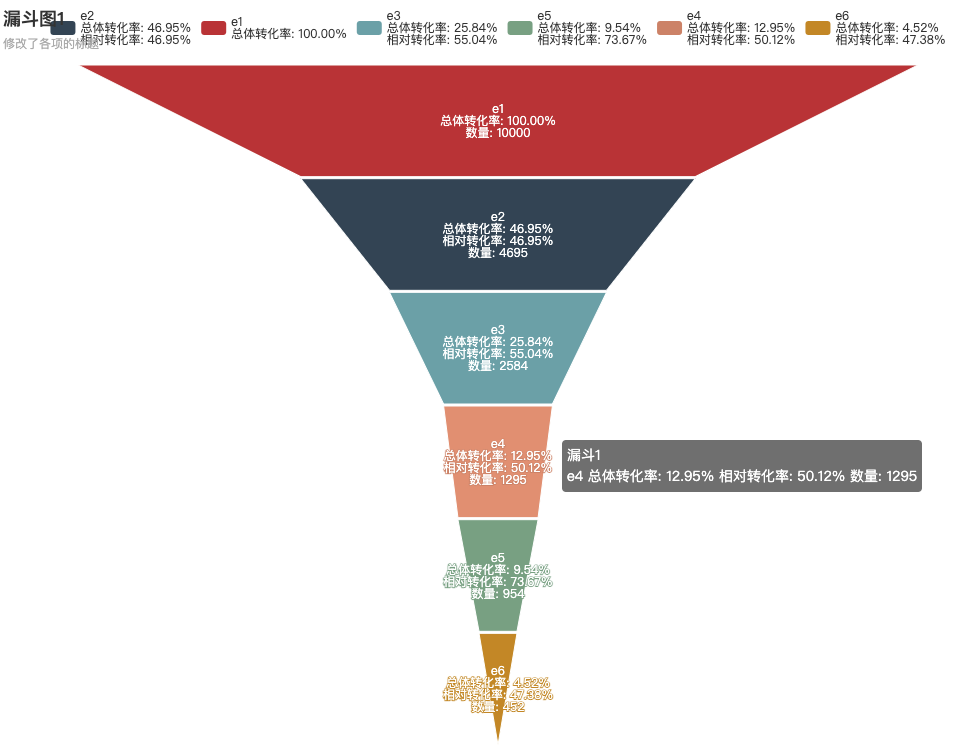 漏斗图1
修改了各项的标题
e2
总体转化率: 46.95%
相对转化率: 46.95%
e1
总体转化率: 100.00%
e3
总体转化率: 25.84%
相对转化率: 55.04%
e5
总体转化率: 9.54%
相对转化率: 73.67%
e4
总体转化率: 12.95%
相对转化率: 50.12%
e6
总体转化率: 4.52%
相对转化率: 47.38%
e1
总体转化率: 100.00%
数量: 10000
e2
总体转化率: 46.95%
相对转化率: 46.95%
数量: 4695
e3
总体转化率: 25.84%
相对转化率: 55.04%
数量: 2584
e4
总体转化率: 12.95%
相对转化率: 50.12%
数量: 1295
漏斗1
e4 总体转化率: 12.95% 相对转化率: 50.12% 数量: 1295
e5
总体转化率: 9.54%
相对转化率: 73.67%
数量: 954
e6
总体转化率: 4.52%
相对转化率: 47.38%
数量: 452